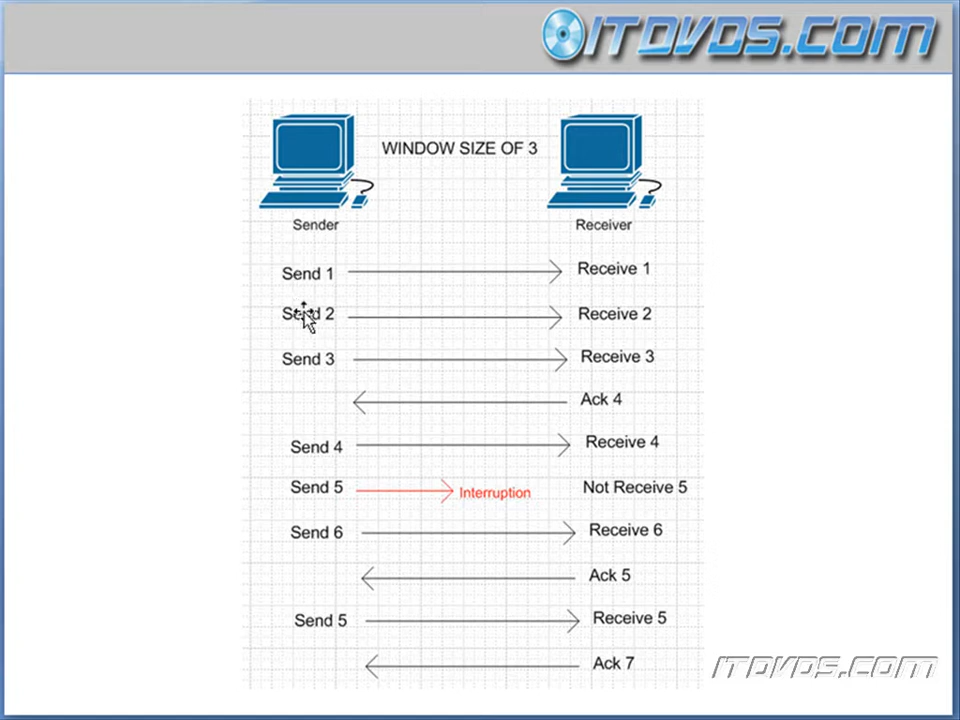 ITDVDS.COM
WINDOW SIZE OF 3
Sender
Receiver
Send 1
Receive 1
Send 2
Receive 2
Send 3
Receive 3
Ack 4
Send 4
Receive 4
Send 5
Interruption
Not Receive 5
Send 6
Receive 6
Ack 5
Send 5
Receive 5
Ack 7
ITDVDS.COM